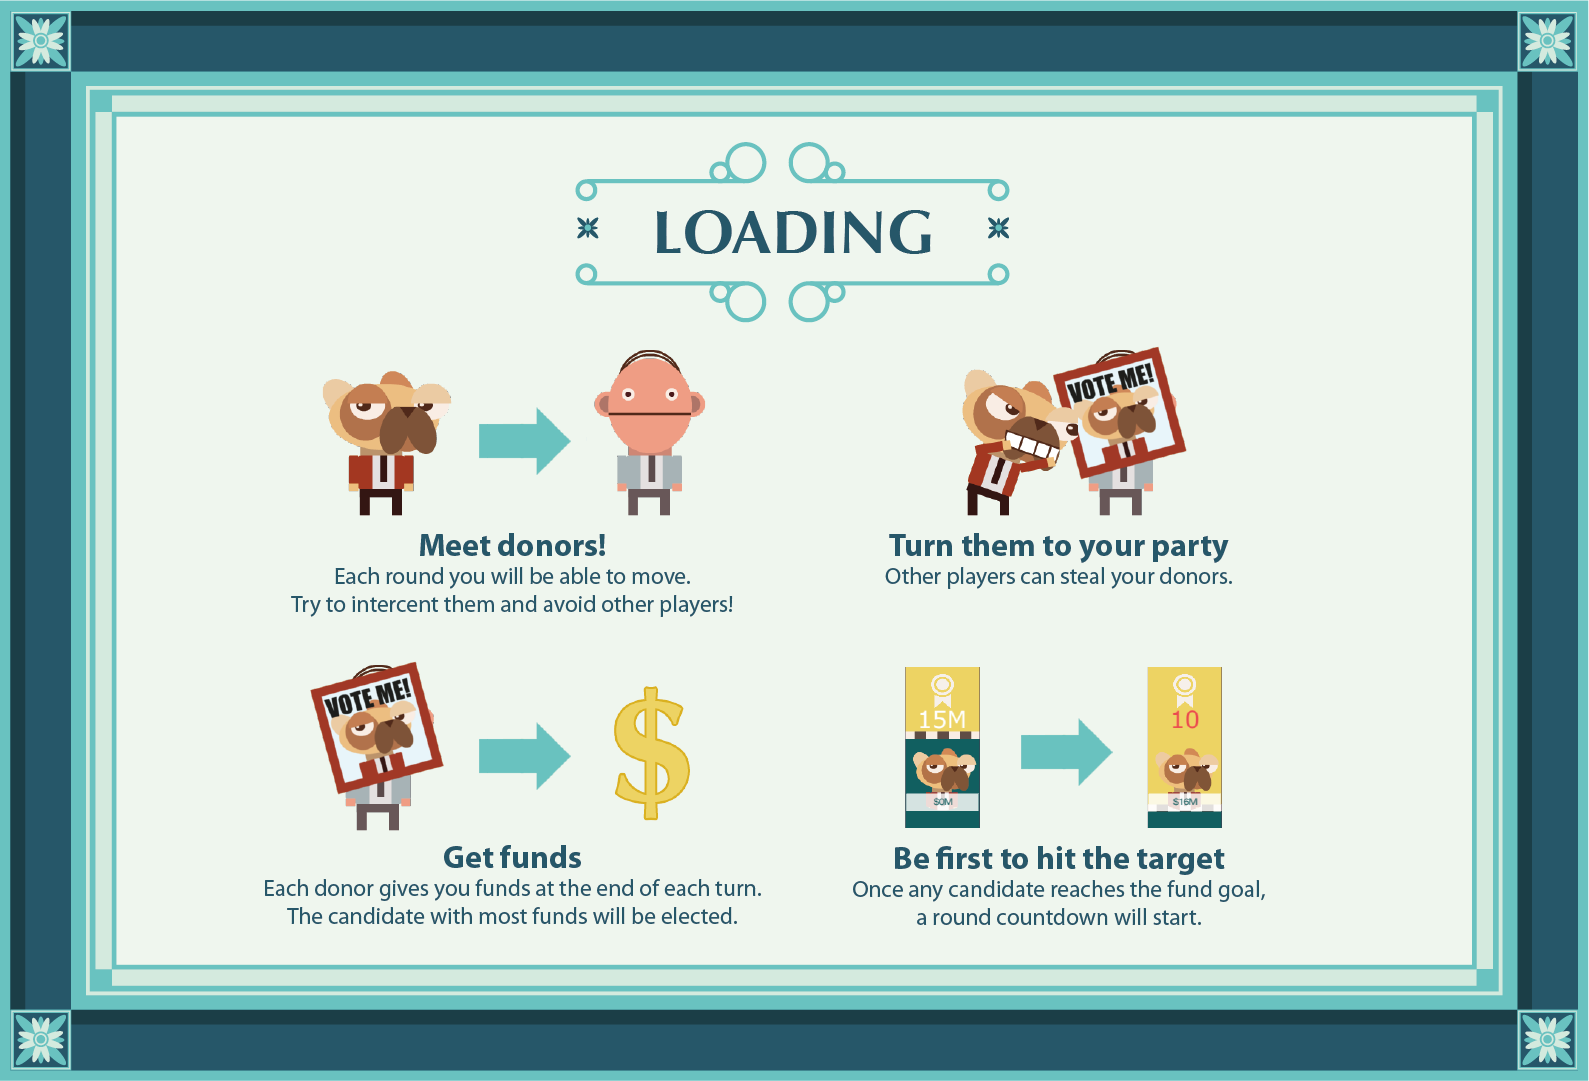 LOADING
VOTE ME!
Meet donors!
Each round you will be able to move.
Try to intercent them and avoid other players!
Turn them to your party
Other players can steal your donors.
VOTE ME!
15M
$0M
10
$16M
Get funds
Each donor gives you funds at the end of each turn.
The candidate with most funds will be elected.
Be first to hit the target
Once any candidate reaches the fund goal,
a round countdown will start.